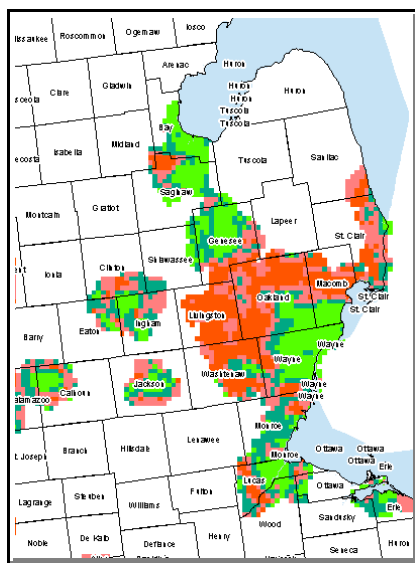 Roscommon
Ogemaw
Iosco
Arenac
Huron
Clare
Gladwin
Huron
Huron
Tuscola
Tuscola
Bay
Isabella
Midland
Tuscola
Sanilac
Saginaw
Montcalm
Gratiot
Lapeer
Genesee
St. Clair
Shiawassee
Ionia
Clinton
Macomb
Oakland
St. Clair
St. Clair
Livingston
Ingham
Barry
Eaton
Wayne
Wayne
Washtenaw
Jackson
Wayne
Calhoun
Wayne
Monroe
Lenawee
Hillsdale
Branch
St. Joseph
Monroe
Ottawa
Ottawa
Ottawa
Erie
Lucas
Ottawa
Steuben
Fulton
Lagrange
Williams
Erie
Wood
Sandusky
Huron
De Kalb
Henry
Noble
Defiance
Seneca